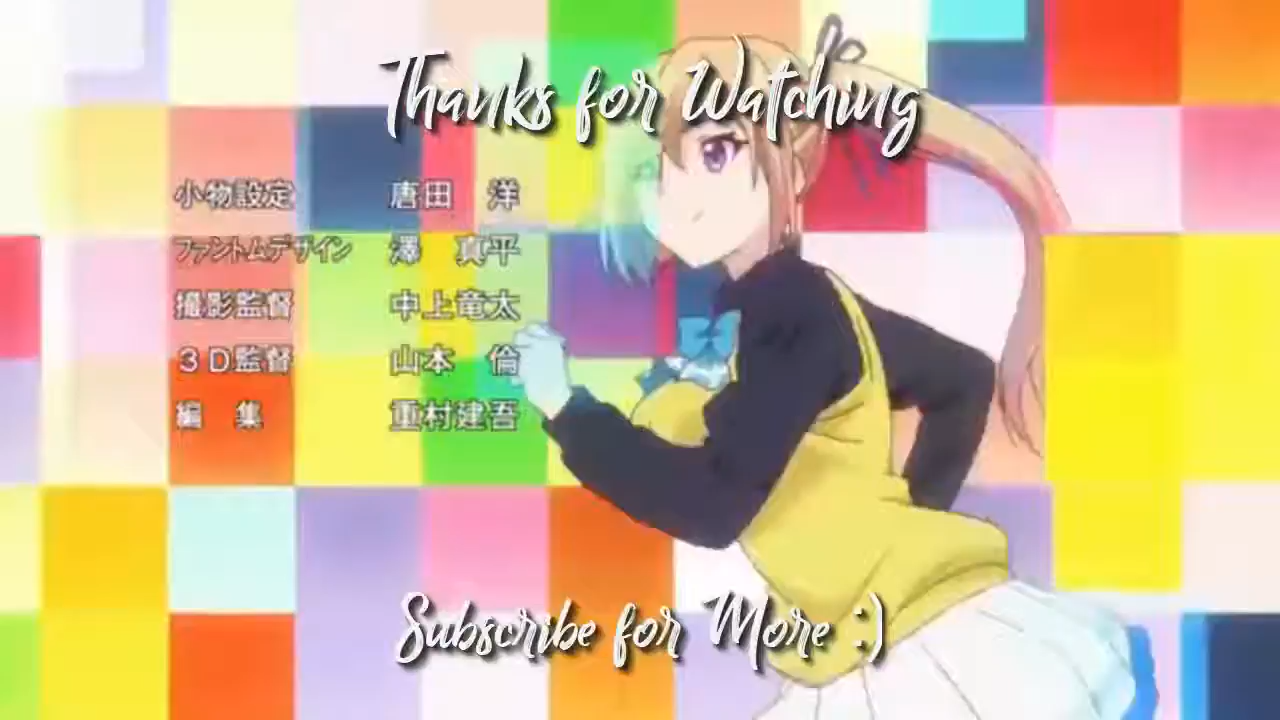 Thanks for Watching
小物設定 唐田 洋
ファントムデザイン 澤 真平
撮影監督 中上竜太
3D監督 山本 倫
編 集 重村建吾
Subscribe for More :)